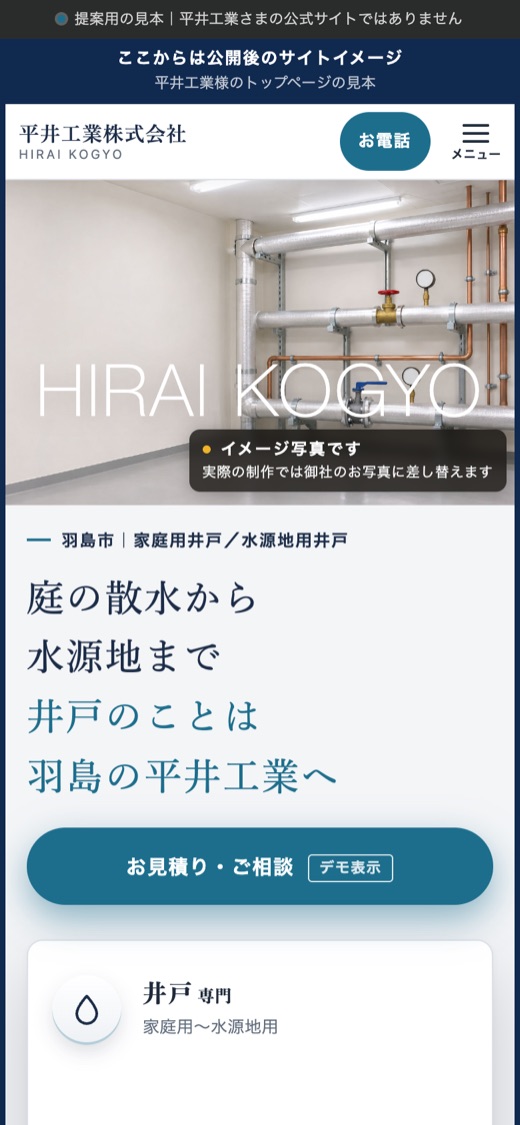 提案用の見本｜平井工業さまの公式サイトではありません
ここからは公開後のサイトイメージ
平井工業様のトップページの見本
平井工業株式会社
HIRAI KOGYO
お電話
メニュー
HIRAI KOGYO
イメージ写真です
実際の制作では御社のお写真に差し替えます
羽島市｜家庭用井戸／水源地用井戸
庭の散水から
水源地まで
井戸のことは
羽島の平井工業へ
お見積り・ご相談 デモ表示
井戸 専門
家庭用〜水源地用